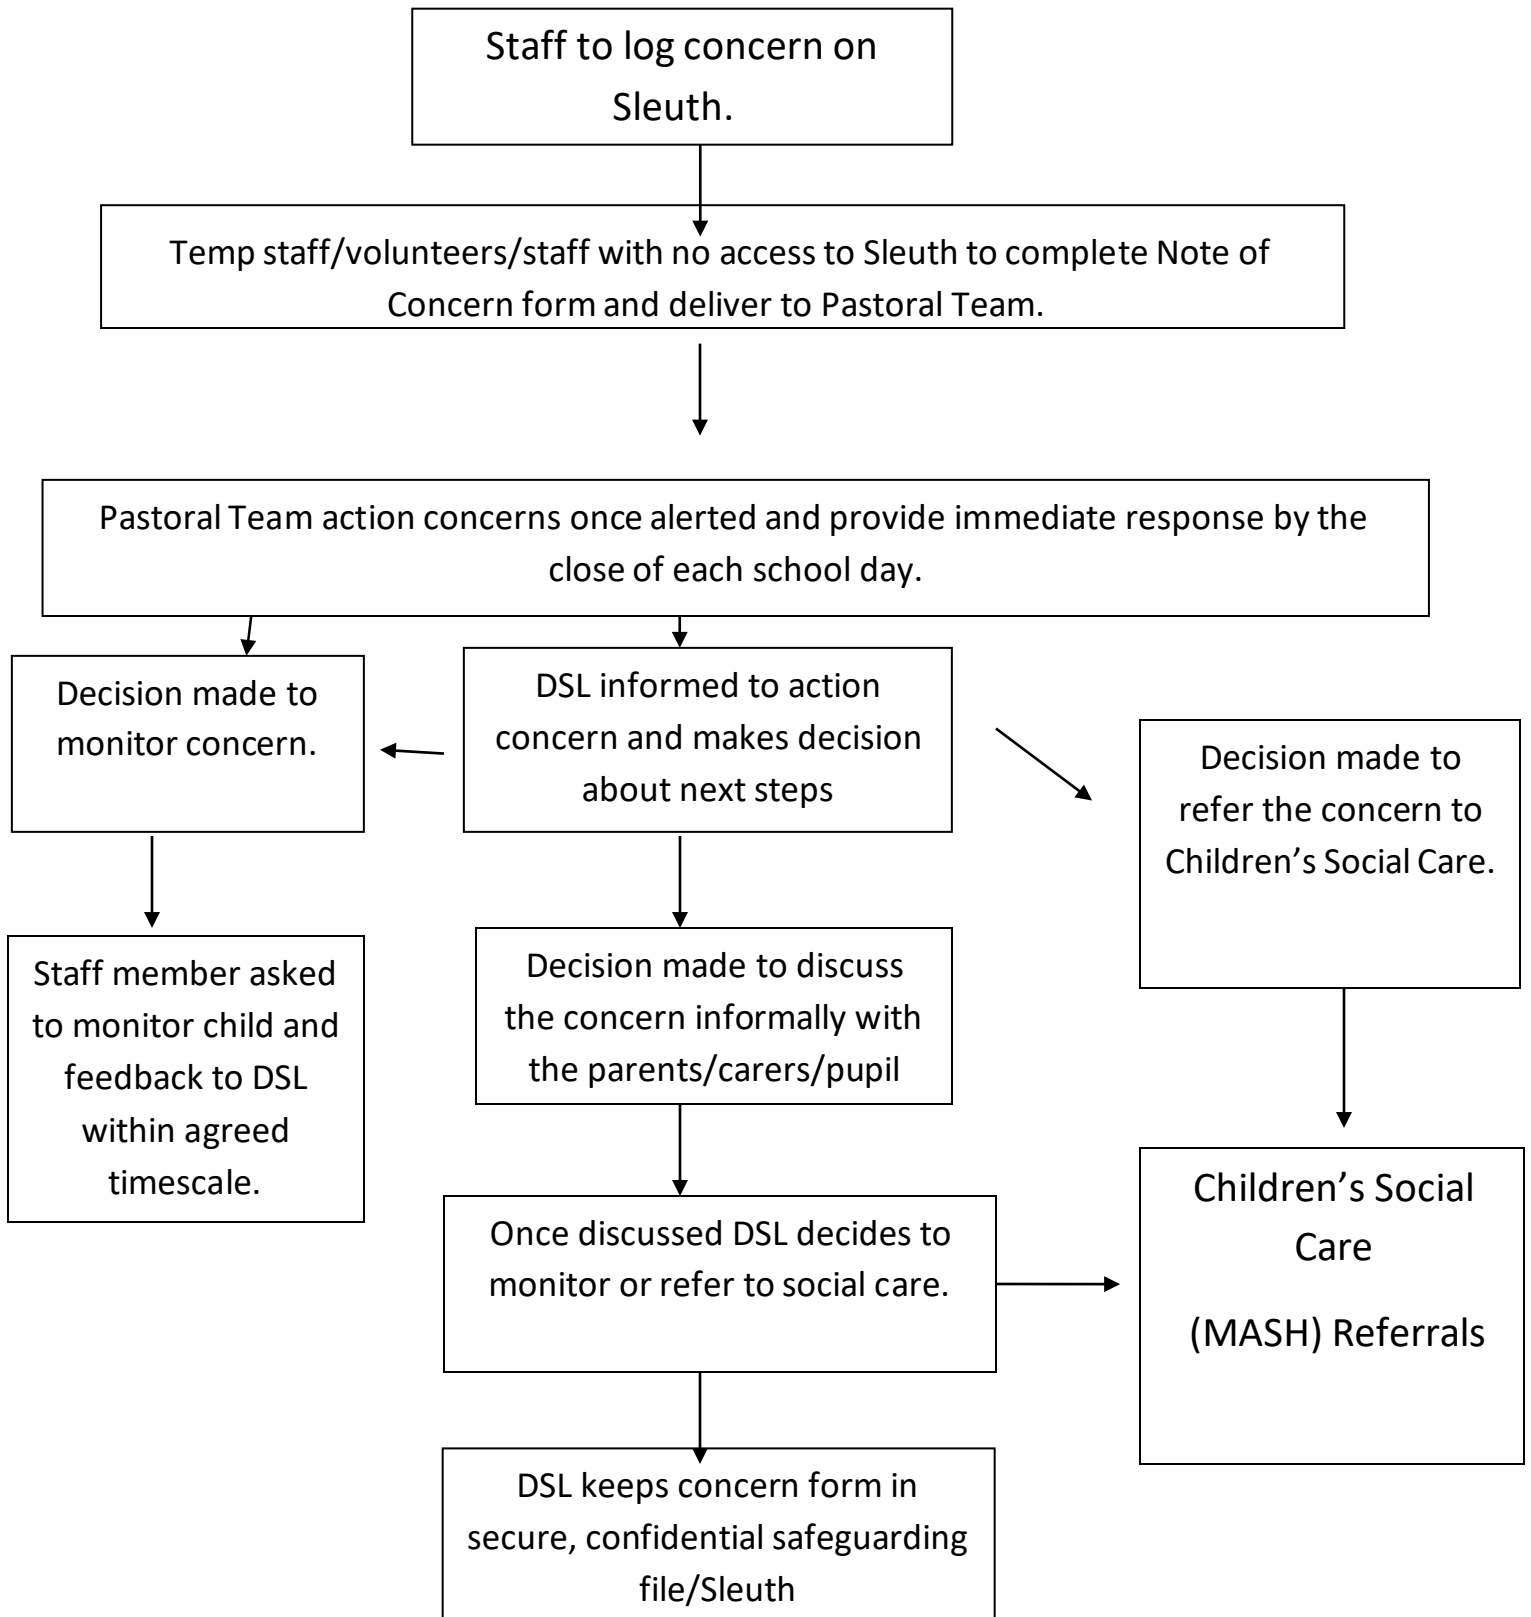 Staff to log concern on
Sleuth.
Temp staff/volunteers/staff with no access to Sleuth to complete Note of
Concern form and deliver to Pastoral Team.
Pastoral Team action concerns once alerted and provide immediate response by the
close of each school day.
Decision made to
monitor concern.
DSL informed to action
concern and makes decision
about next steps
Decision made to
refer the concern to
Children’s Social Care.
Staff member asked
to monitor child and
feedback to DSL
within agreed
timescale.
Decision made to discuss
the concern informally with
the parents/carers/pupil
Once discussed DSL decides to
monitor or refer to social care.
Children’s Social
Care
(MASH) Referrals
DSL keeps concern form in
secure, confidential safeguarding
file/Sleuth